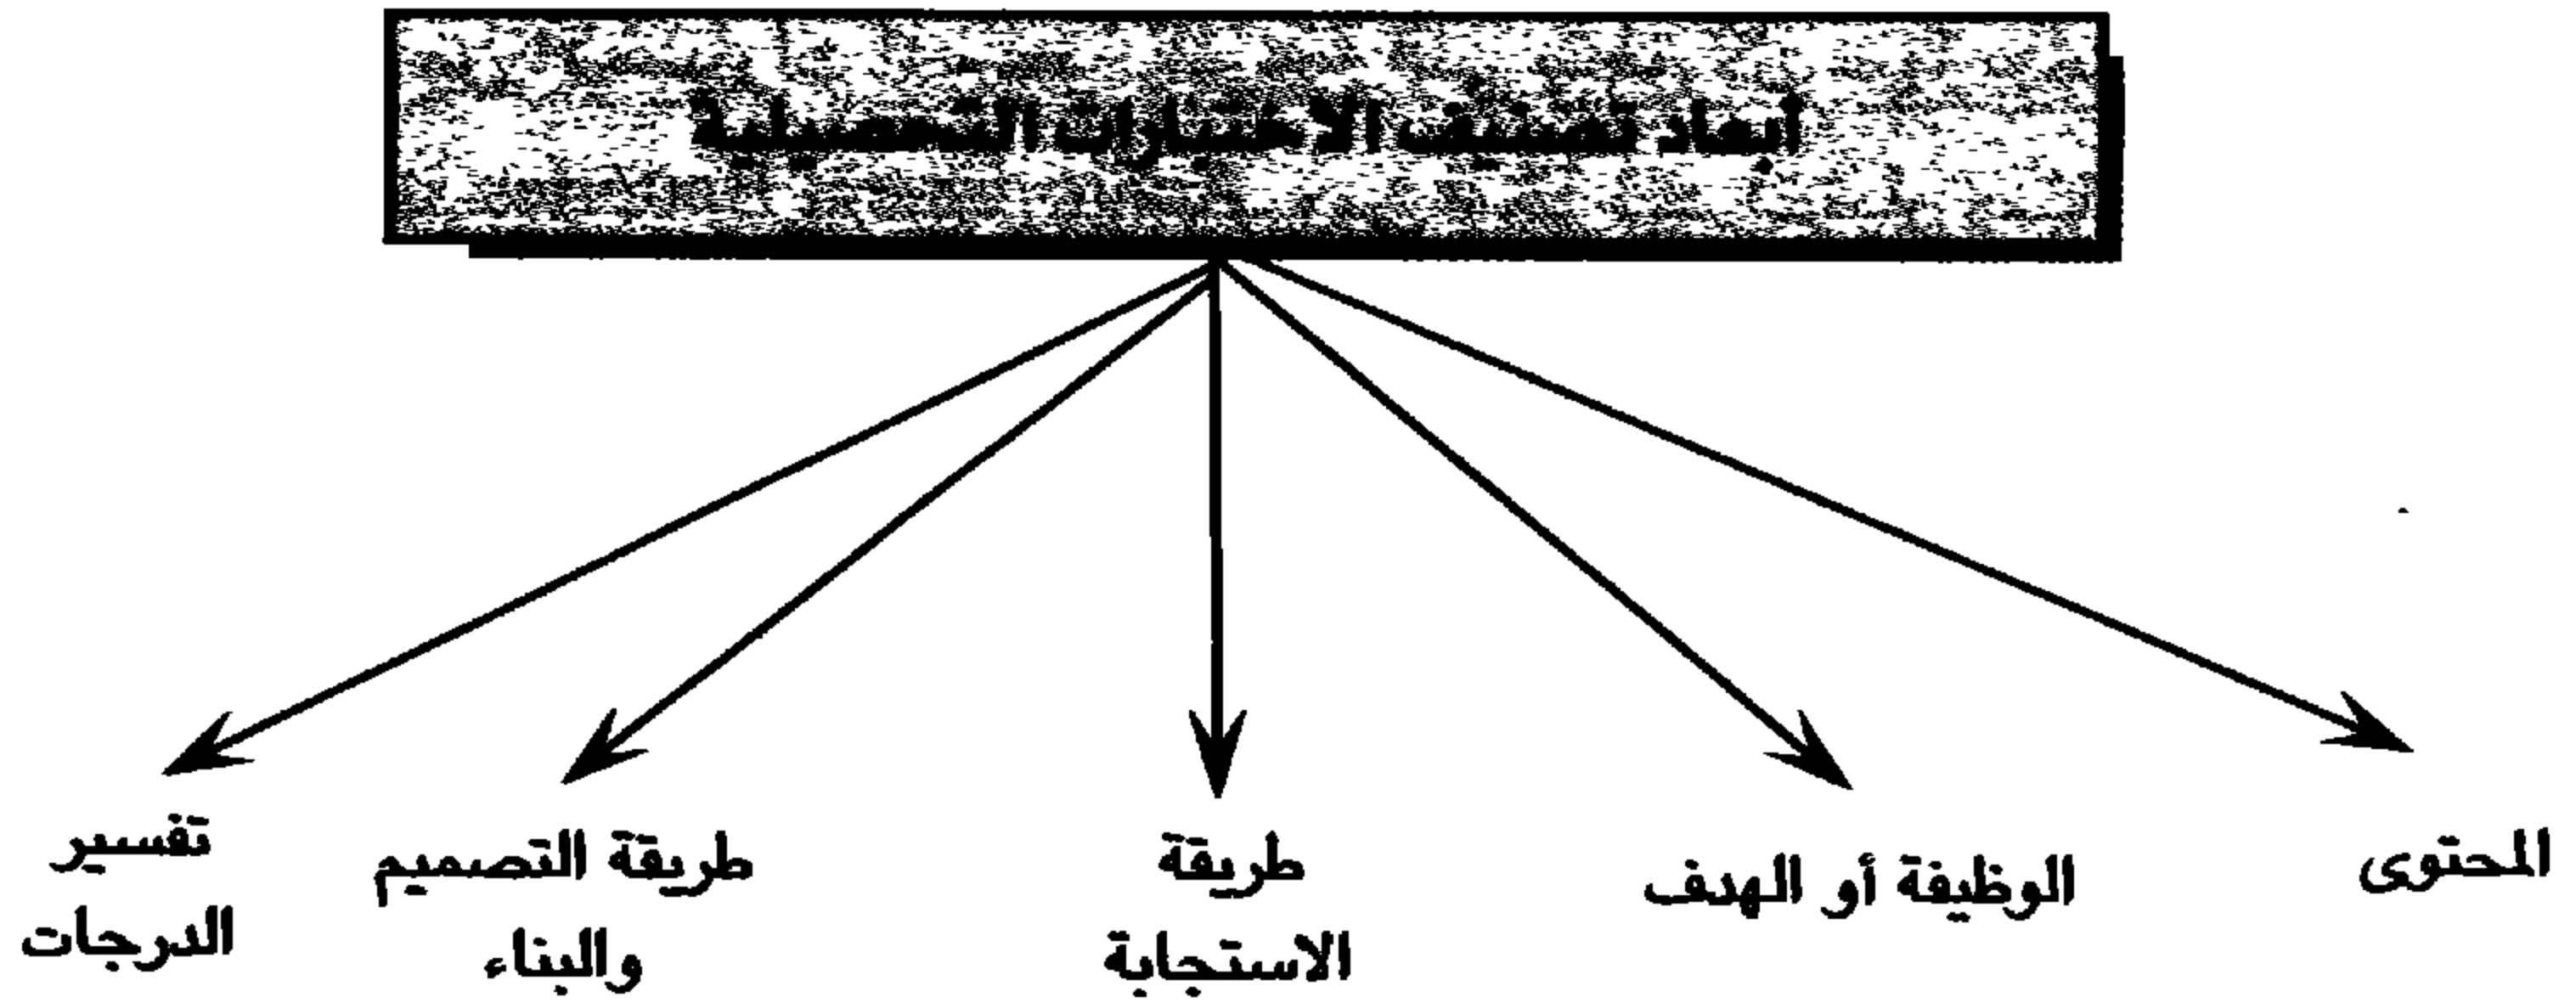 أبعاد تصنيف الاختبارات التحصيلية
المحتوى
الوظيفة أو الهدف
طريقة
الاستجابة
طريقة التصميم
والبناء
تفسير
الدرجات